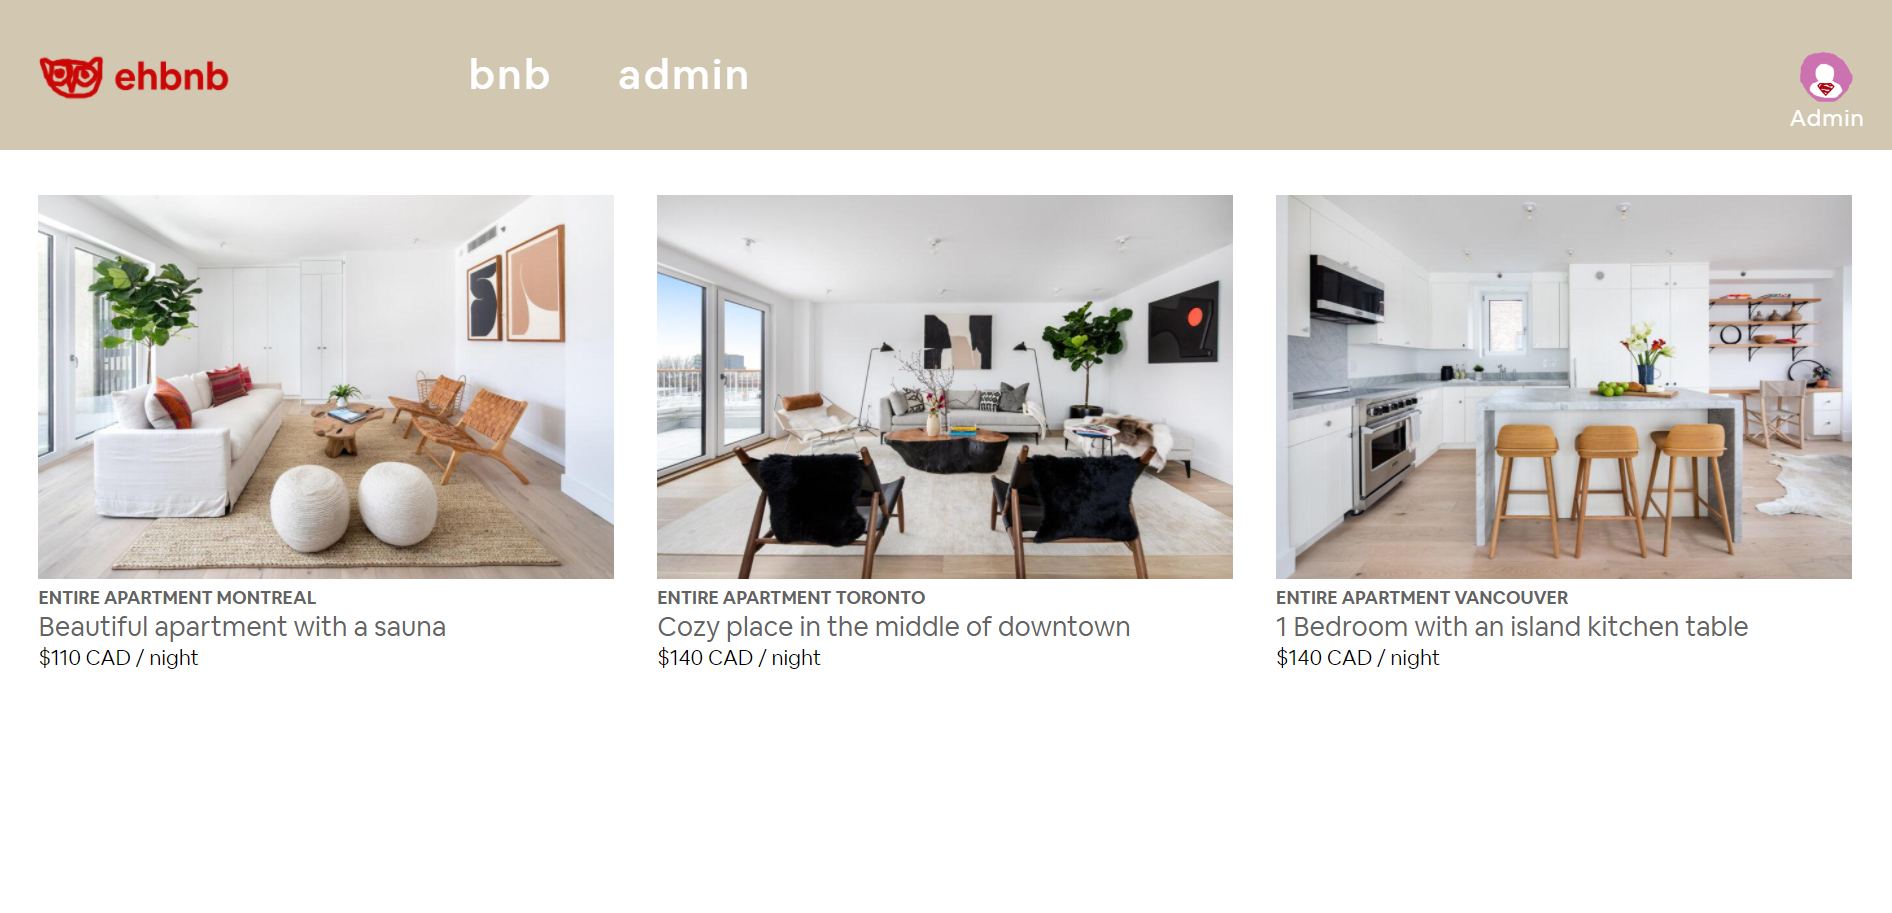 ehbnb
bnb admin
Admin
ENTIRE APARTMENT MONTREAL
Beautiful apartment with a sauna
$110 CAD / night
ENTIRE APARTMENT TORONTO
Cozy place in the middle of downtown
$140 CAD / night
ENTIRE APARTMENT VANCOUVER
1 Bedroom with an island kitchen table
$140 CAD / night